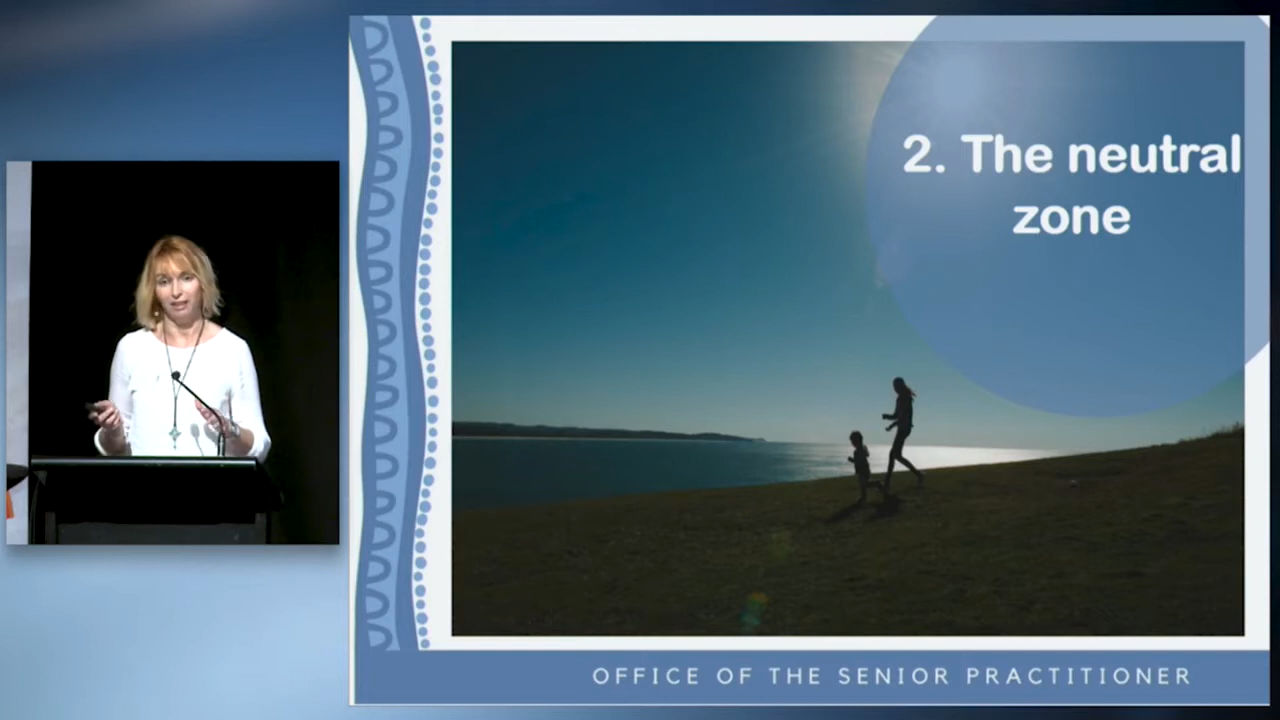 2. The neutral
zone
OFFICE OF THE SENIOR PRACTITIONER